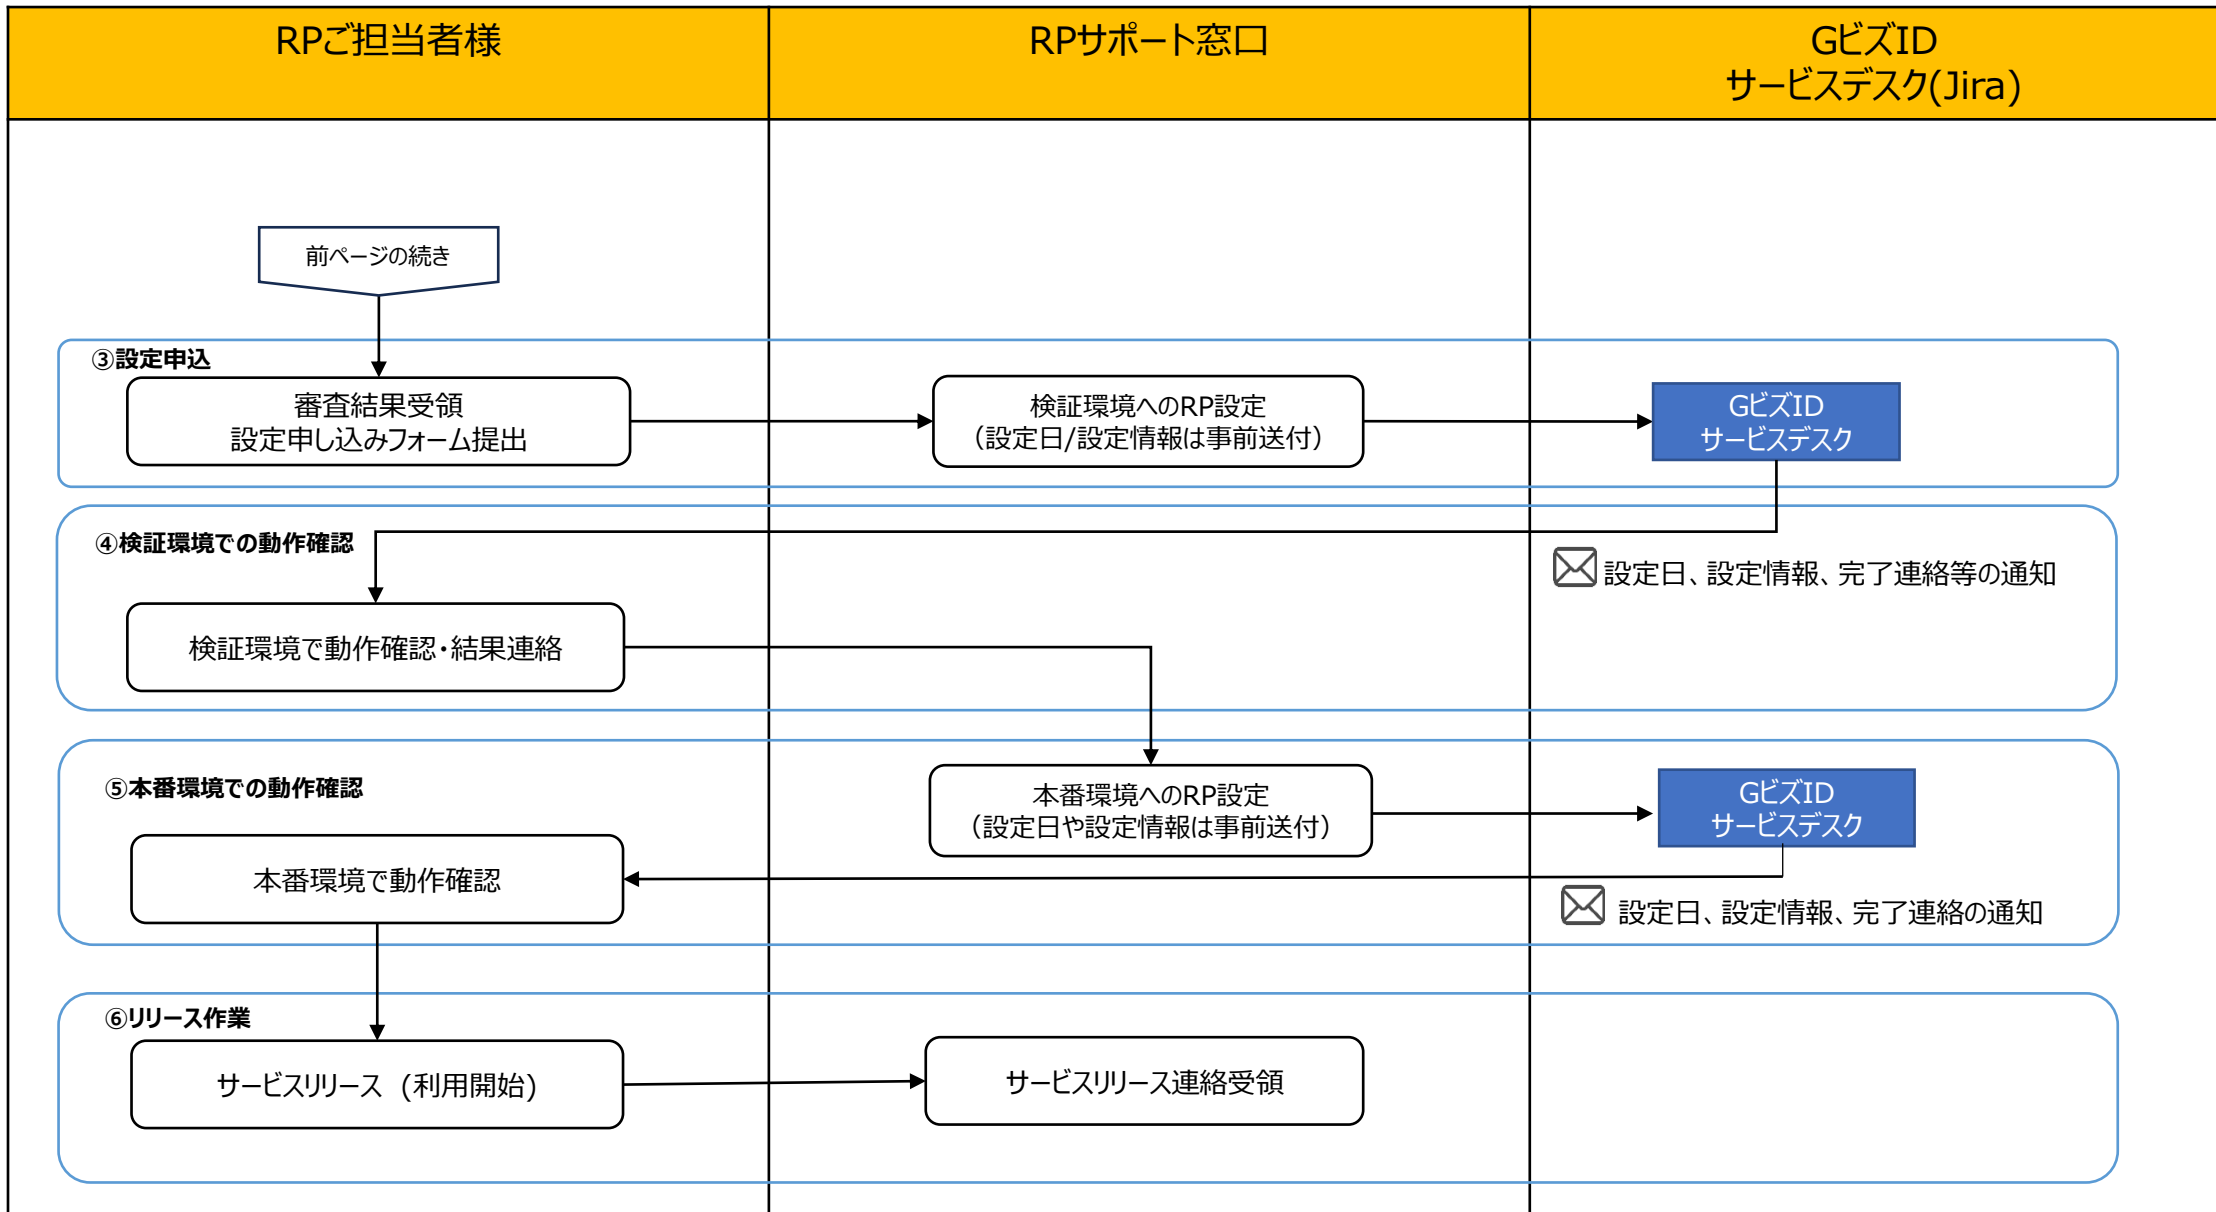 RPご担当者様
RPサポート窓口
GビズID
サービスデスク(Jira)
前ページの続き
③設定申込
審査結果受領
設定申し込みフォーム提出
検証環境へのRP設定
（設定日/設定情報は事前送付）
GビズID
サービスデスク
④検証環境での動作確認
設定日、設定情報、完了連絡等の通知
検証環境で動作確認・結果連絡
⑤本番環境での動作確認
本番環境へのRP設定
（設定日や設定情報は事前送付）
GビズID
サービスデスク
本番環境で動作確認
設定日、設定情報、完了連絡の通知
⑥リリース作業
サービスリリース (利用開始)
サービスリリース連絡受領